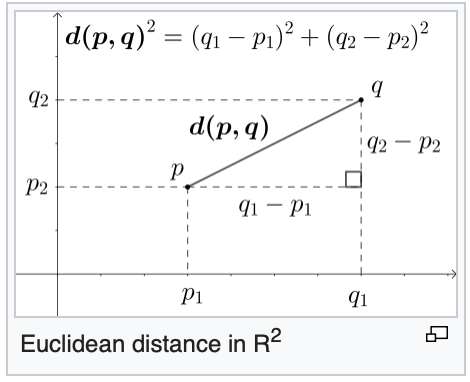 d(p, q)² = (q₁ − p₁)² + (q₂ − p₂)²
q₂
q
d(p, q)
q₂ − p₂
p
p₂
q₁ − p₁
p₁
q₁
Euclidean distance in R²